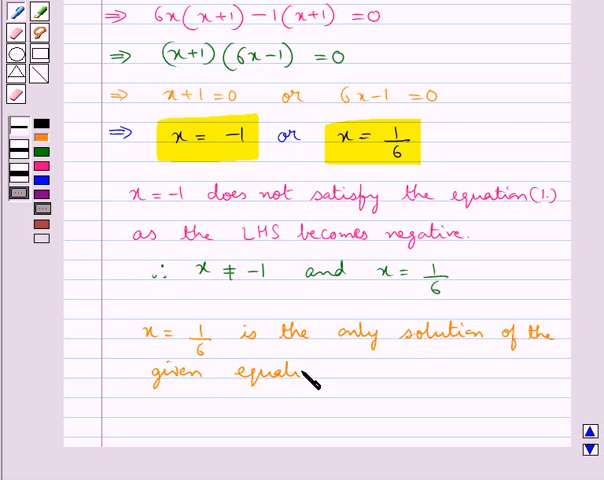 ⇒ 6x(x+1) - 1(x+1) = 0
⇒ (x+1) (6x-1) = 0
⇒ x+1 = 0 or 6x-1 = 0
⇒ x = -1 or x = 1/6
x = -1 does not satisfy the equation (1.)
as the LHS becomes negative.
∴ x ≠ -1 and x = 1/6
x = 1/6 is the only solution of the
given equati